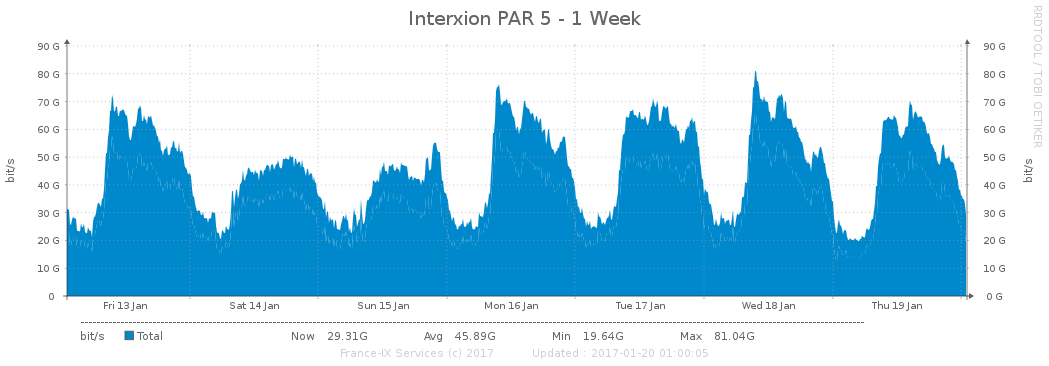 Interxion PAR 5 - 1 Week
RRDTOOL / TOBI OETIKER
90 G 90 G
80 G 80 G
70 G 70 G
60 G 60 G
50 G 50 G
40 G 40 G
30 G 30 G
20 G 20 G
10 G 10 G
0 0 G
bit/s
bit/s
Fri 13 Jan Sat 14 Jan Sun 15 Jan Mon 16 Jan Tue 17 Jan Wed 18 Jan Thu 19 Jan
bit/s Total Now 29.31G Avg 45.89G Min 19.64G Max 81.04G
France-IX Services (c) 2017 Updated : 2017-01-20 01:00:05